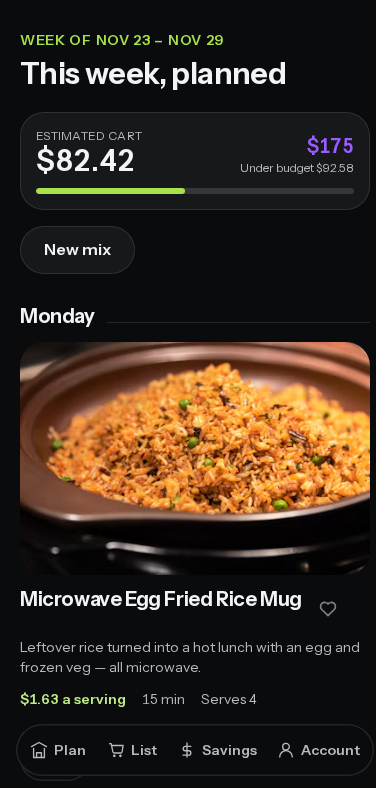 WEEK OF NOV 23 – NOV 29
This week, planned
ESTIMATED CART
$82.42
$175
Under budget $92.58
New mix
Monday
Microwave Egg Fried Rice Mug
Leftover rice turned into a hot lunch with an egg and
frozen veg — all microwave.
$1.63 a serving 15 min Serves 4
Plan List Savings Account